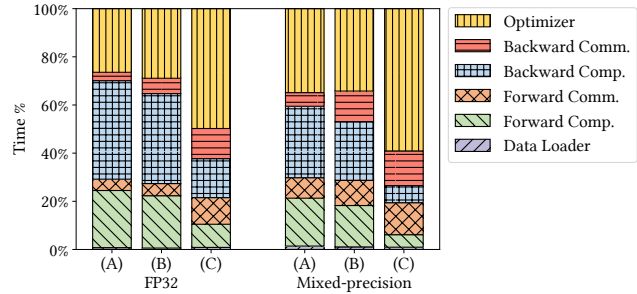 100%
80%
60%
40%
20%
0%
Time %
(A) (B) (C) (A) (B) (C)
FP32 Mixed-precision
Optimizer
Backward Comm.
Backward Comp.
Forward Comm.
Forward Comp.
Data Loader